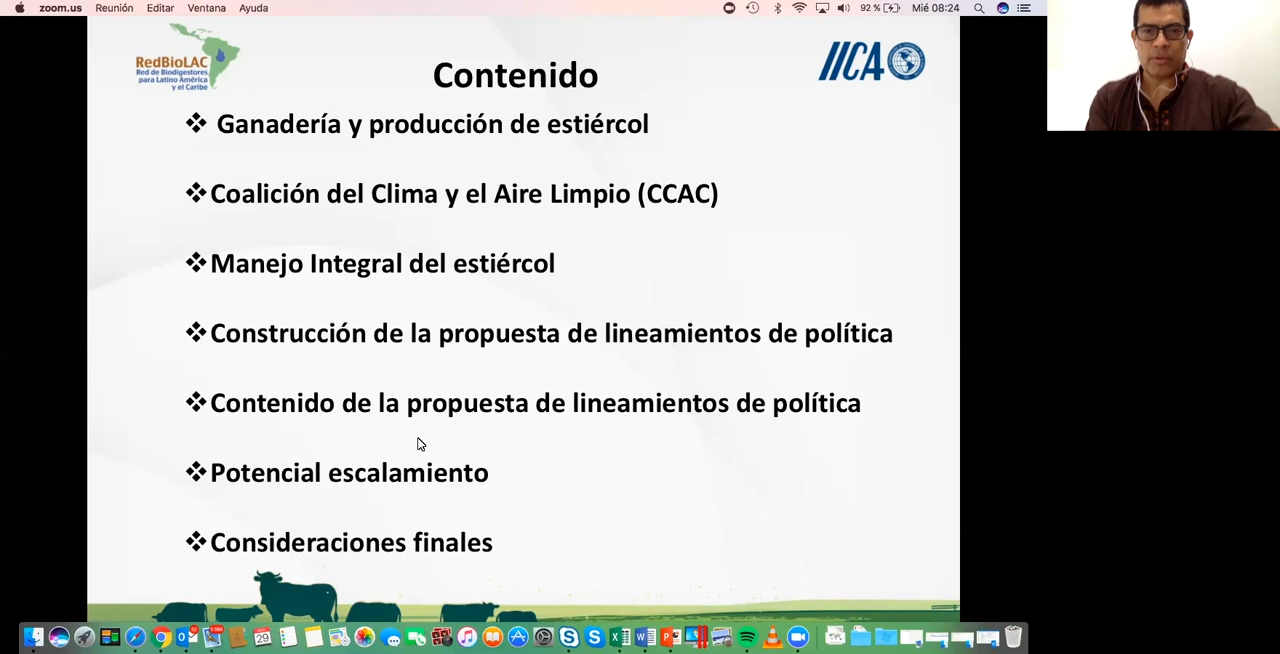 zoom.us Reunión Editar Ventana Ayuda 92 % Mié 08:24
RedBioLAC
Red de Biodigestores
para Latino América
y el Caribe
IICA
Contenido
❖ Ganadería y producción de estiércol
❖Coalición del Clima y el Aire Limpio (CCAC)
❖Manejo Integral del estiércol
❖Construcción de la propuesta de lineamientos de política
❖Contenido de la propuesta de lineamientos de política
❖Potencial escalamiento
❖Consideraciones finales
29